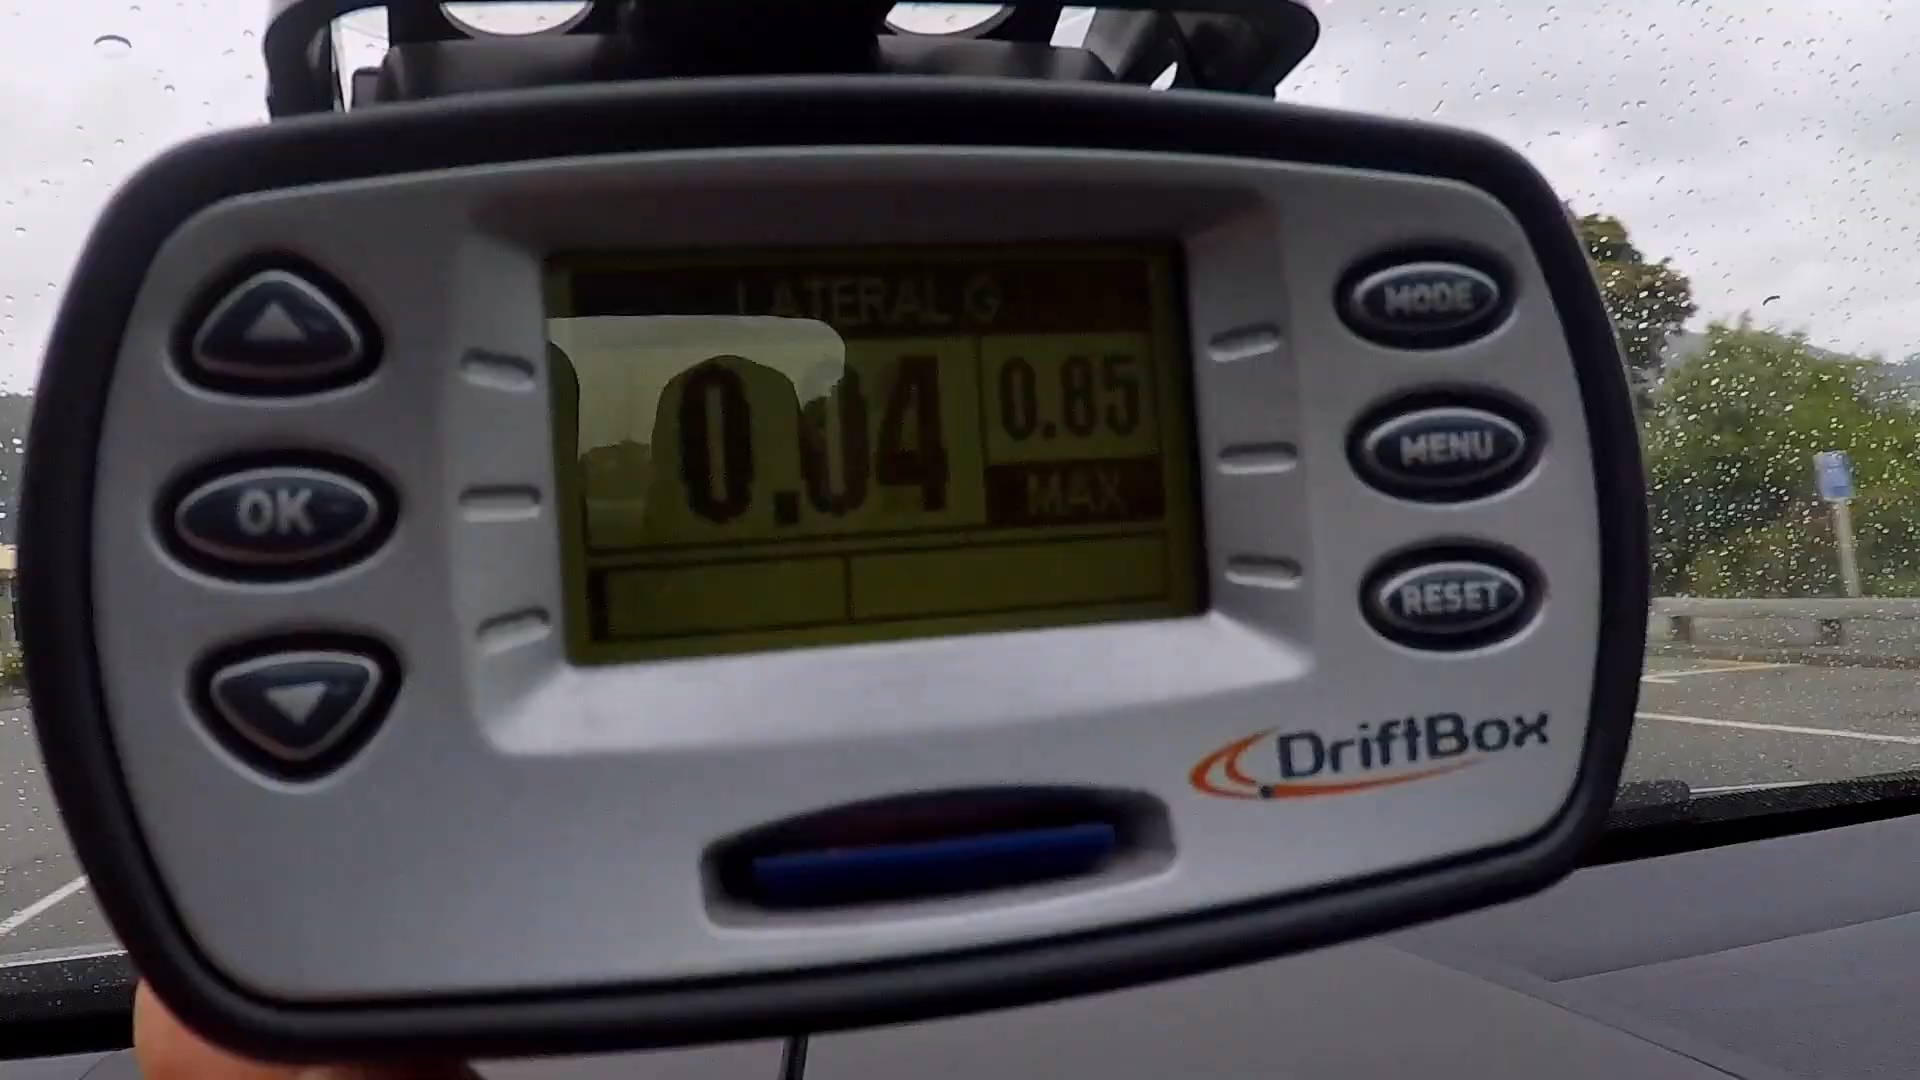 LATERAL G
0.04
0.85
MAX
OK
MODE
MENU
RESET
DriftBox